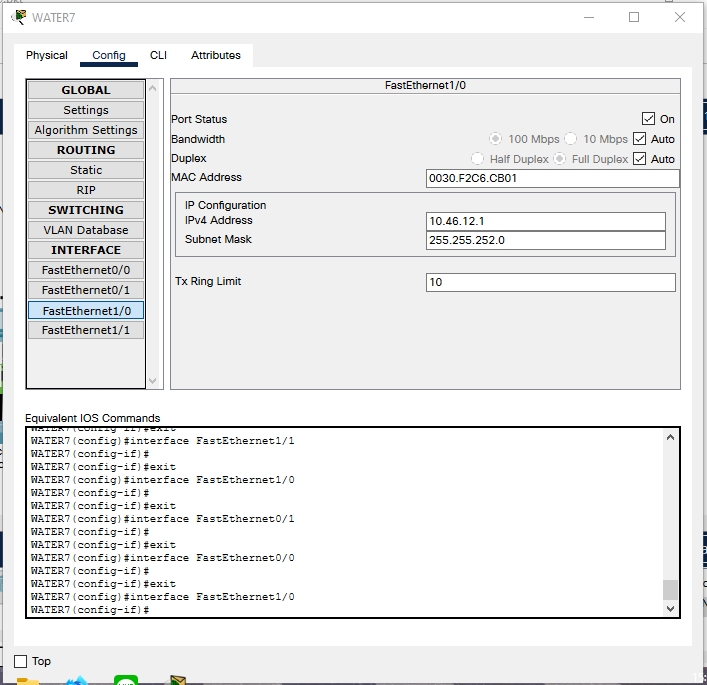 WATER7
Physical Config CLI Attributes
GLOBAL
Settings
Algorithm Settings
ROUTING
Static
RIP
SWITCHING
VLAN Database
INTERFACE
FastEthernet0/0
FastEthernet0/1
FastEthernet1/0
FastEthernet1/1
FastEthernet1/0
Port Status On
Bandwidth 100 Mbps 10 Mbps Auto
Duplex Half Duplex Full Duplex Auto
MAC Address 0030.F2C6.CB01
IP Configuration
IPv4 Address 10.46.12.1
Subnet Mask 255.255.252.0
Tx Ring Limit 10
Equivalent IOS Commands
WATER7(config-if)#exit
WATER7(config)#interface FastEthernet1/1
WATER7(config-if)#
WATER7(config-if)#exit
WATER7(config)#interface FastEthernet1/0
WATER7(config-if)#
WATER7(config-if)#exit
WATER7(config)#interface FastEthernet0/1
WATER7(config-if)#
WATER7(config-if)#exit
WATER7(config)#interface FastEthernet0/0
WATER7(config-if)#
WATER7(config-if)#exit
WATER7(config)#interface FastEthernet1/0
WATER7(config-if)#
Top